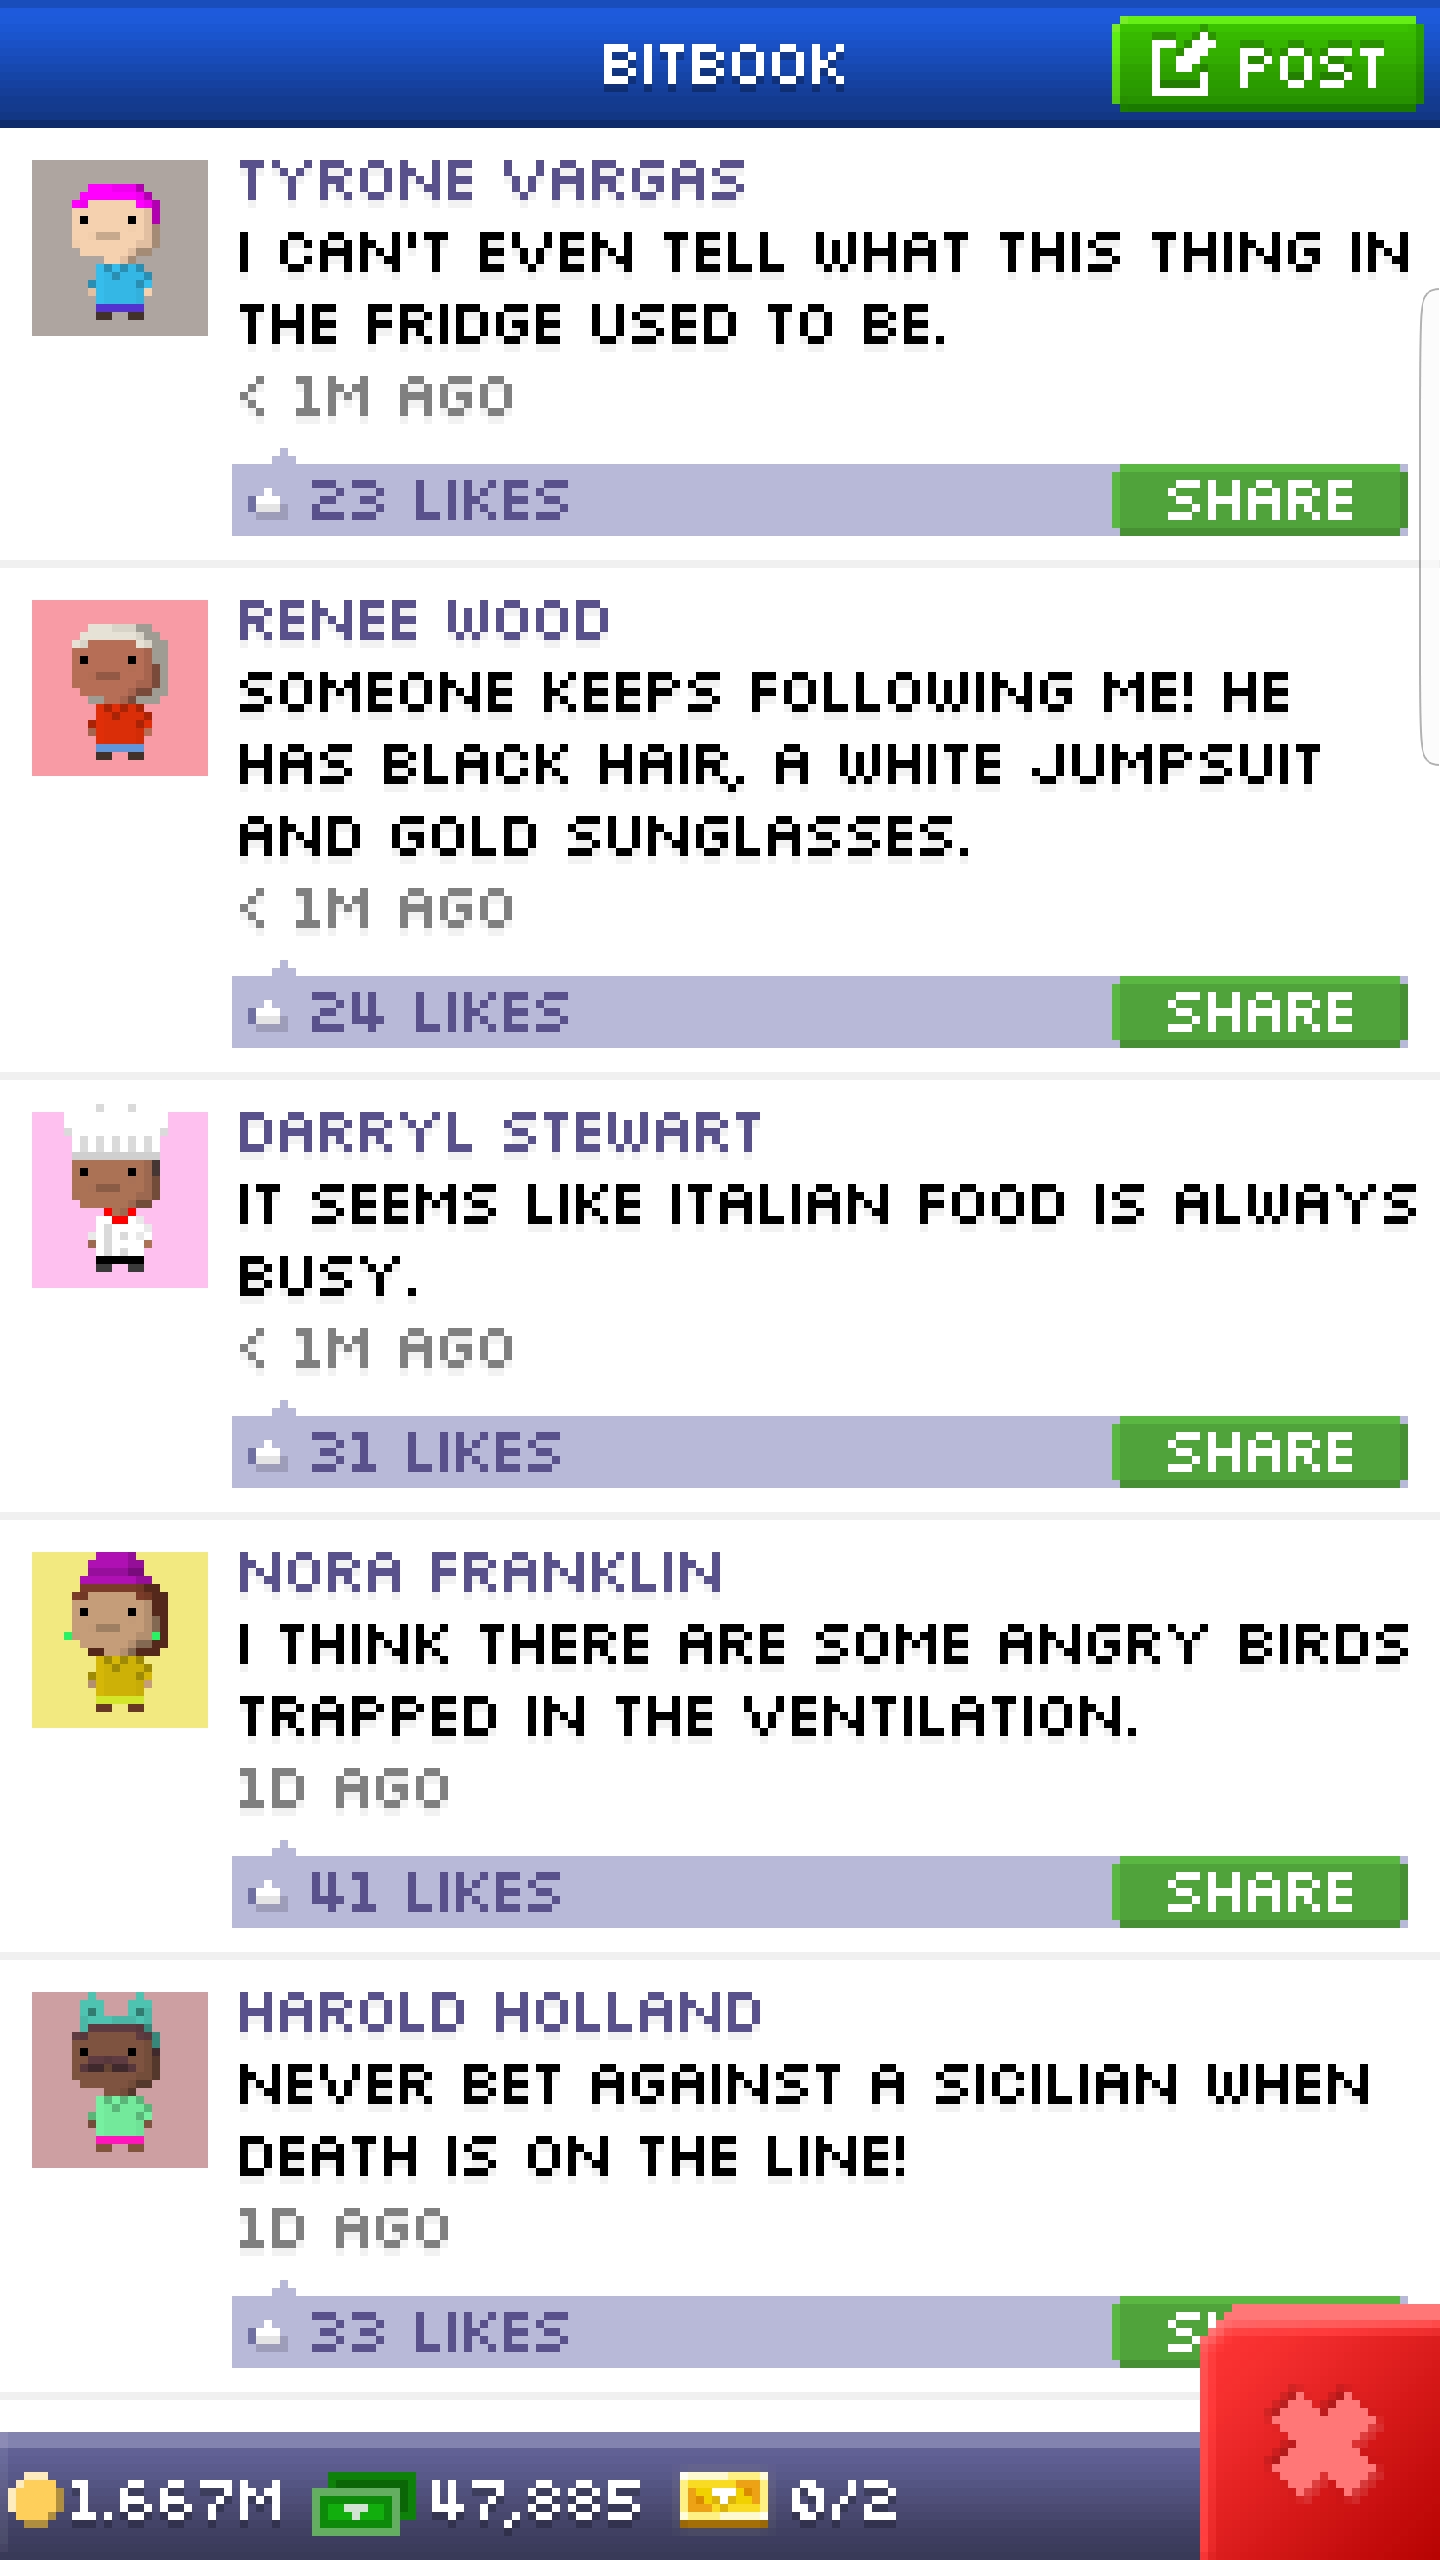 BITBOOK
POST
TYRONE VARGAS
I CAN'T EVEN TELL WHAT THIS THING IN
THE FRIDGE USED TO BE.
< 1M AGO
23 LIKES
SHARE
RENEE WOOD
SOMEONE KEEPS FOLLOWING ME! HE
HAS BLACK HAIR, A WHITE JUMPSUIT
AND GOLD SUNGLASSES.
< 1M AGO
24 LIKES
SHARE
DARRYL STEWART
IT SEEMS LIKE ITALIAN FOOD IS ALWAYS
BUSY.
< 1M AGO
31 LIKES
SHARE
NORA FRANKLIN
I THINK THERE ARE SOME ANGRY BIRDS
TRAPPED IN THE VENTILATION.
1D AGO
41 LIKES
SHARE
HAROLD HOLLAND
NEVER BET AGAINST A SICILIAN WHEN
DEATH IS ON THE LINE!
1D AGO
33 LIKES
1.667M 47,885 0/2